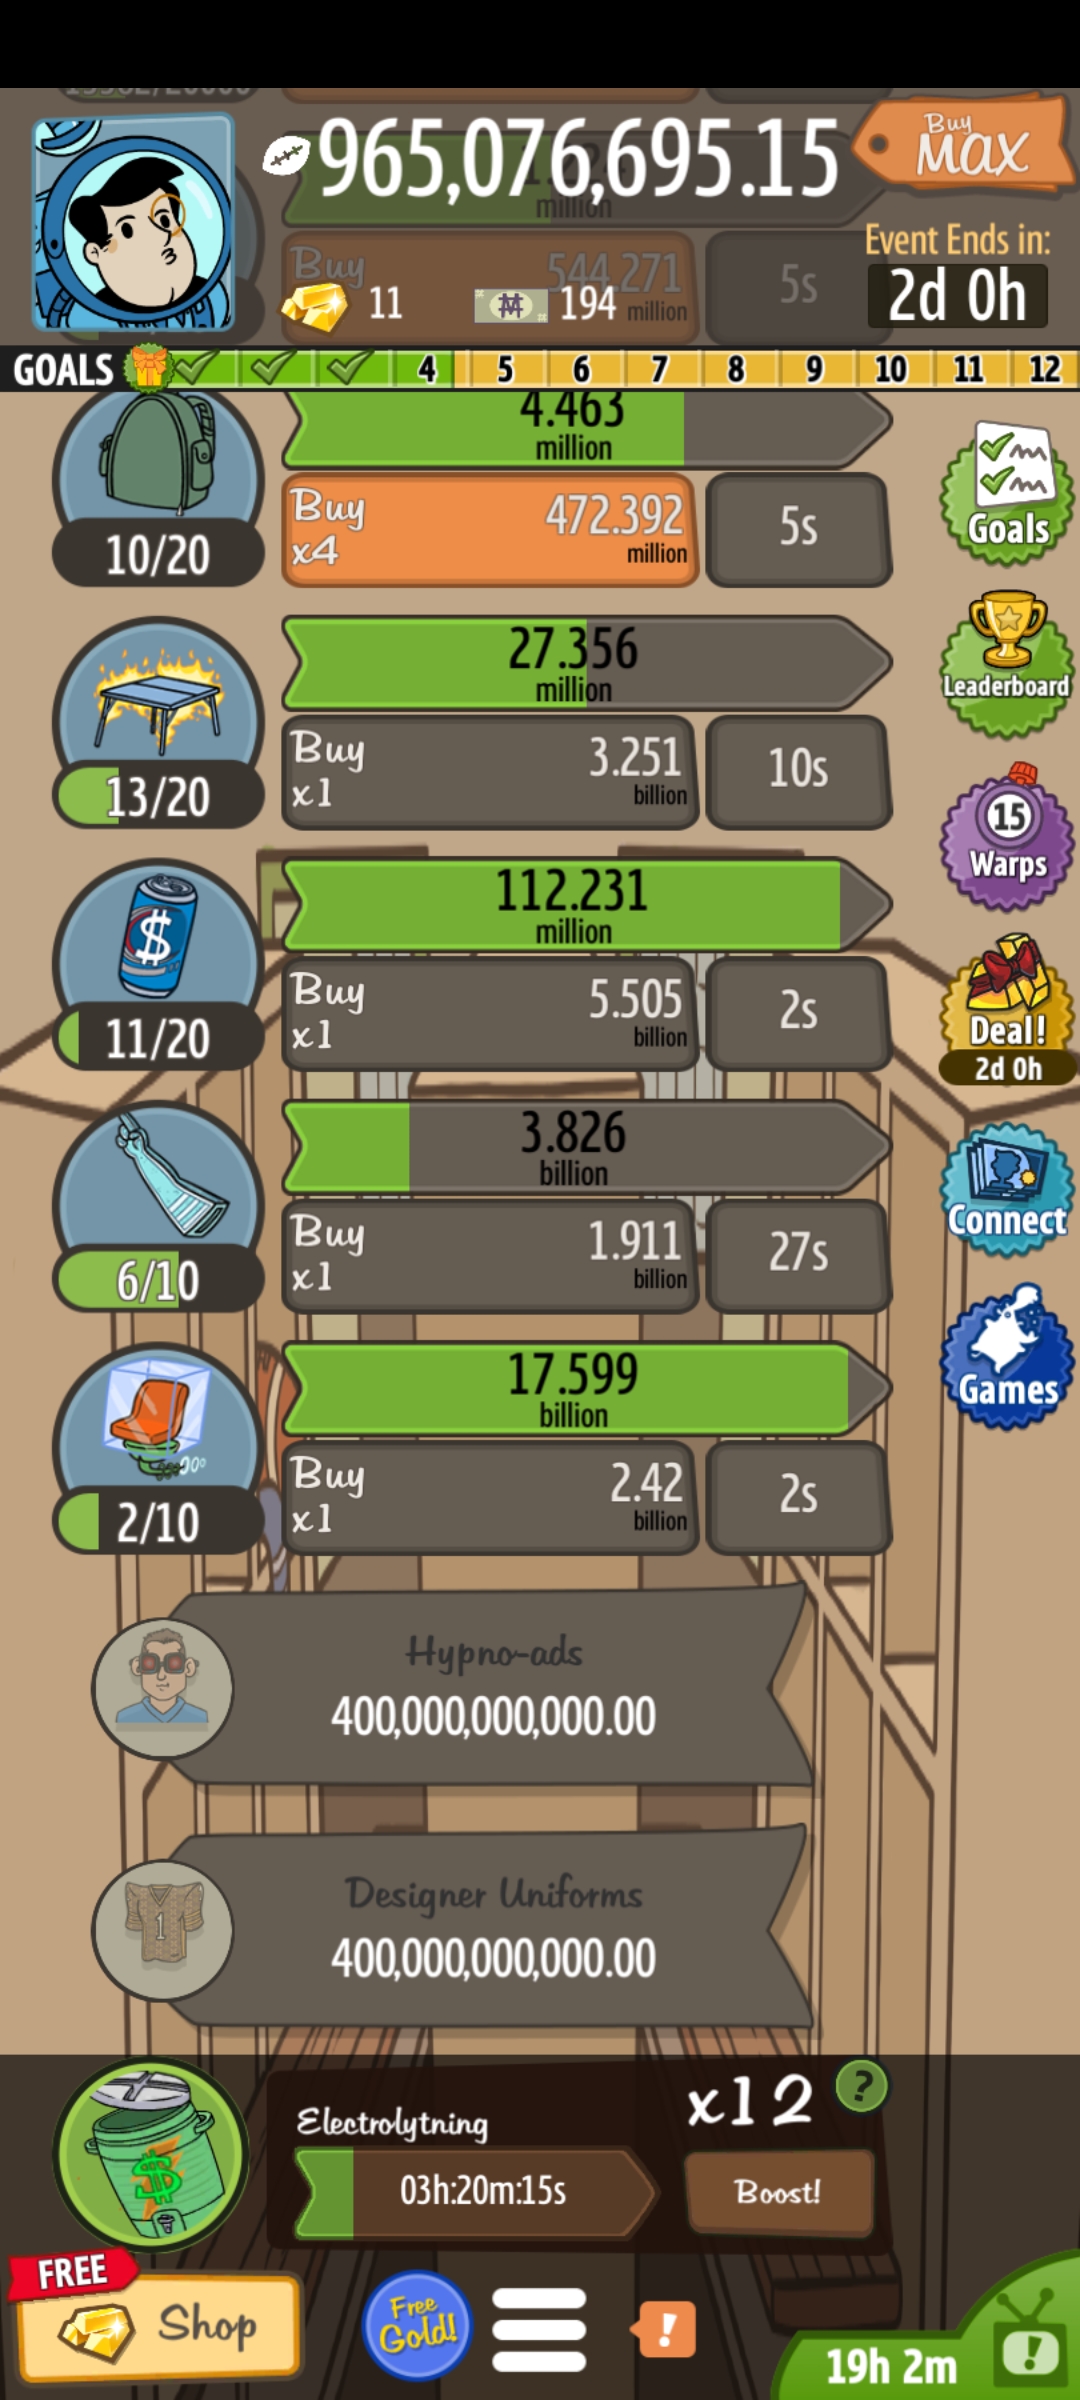 965,076,695.15
Buy
MAX
million
Event Ends in:
2d 0h
Buy
544.271
million
5s
11
194
GOALS
4
5
6
7
8
9
10
11
12
4.463
million
10/20
Buy
x4
472.392
million
5s
Goals
27.356
million
13/20
Buy
x1
3.251
billion
10s
Leaderboard
15
Warps
112.231
million
11/20
Buy
x1
5.505
billion
2s
Deal!
2d 0h
3.826
billion
6/10
Buy
x1
1.911
billion
27s
Connect
17.599
billion
2/10
Buy
x1
2.42
billion
2s
Games
Hypno-ads
400,000,000,000.00
Designer Uniforms
400,000,000,000.00
1
Electrolytning
03h:20m:15s
x12
?
Boost!
FREE
Shop
Free
Gold!
!
19h 2m
!